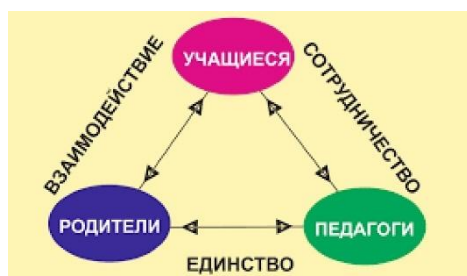 УЧАЩИЕСЯ
ВЗАИМОДЕЙСТВИЕ
СОТРУДНИЧЕСТВО
РОДИТЕЛИ
ПЕДАГОГИ
ЕДИНСТВО